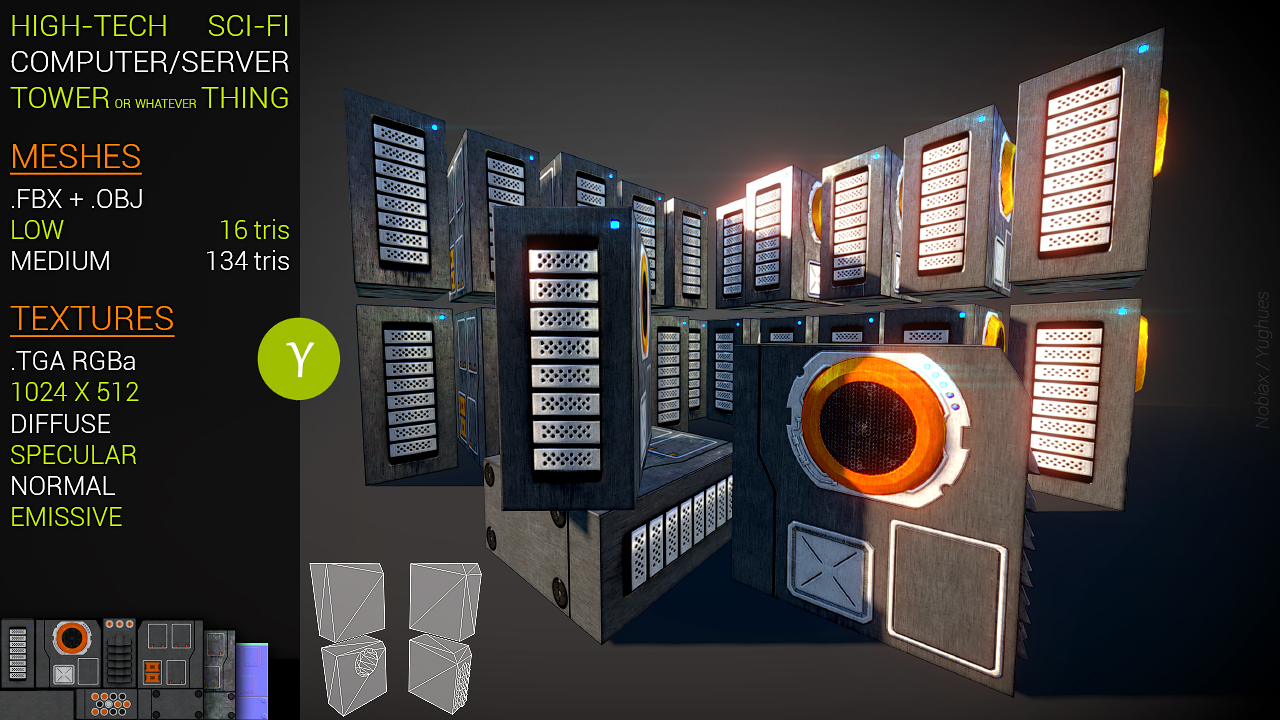 HIGH-TECH SCI-FI
COMPUTER/SERVER
TOWER OR WHATEVER THING
MESHES
.FBX + .OBJ
LOW 16 tris
MEDIUM 134 tris
TEXTURES
.TGA RGBa
1024 X 512
DIFFUSE
SPECULAR
NORMAL
EMISSIVE
γ
Nobiax / Yughues